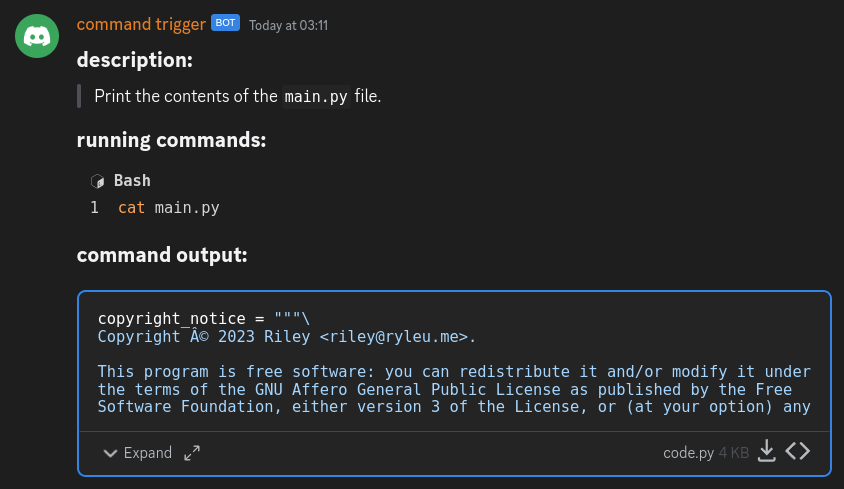 command trigger BOT Today at 03:11
description:
Print the contents of the main.py file.
running commands:
Bash
1 cat main.py
command output:
copyright_notice = """\
Copyright Â© 2023 Riley <riley@ryleu.me>.
This program is free software: you can redistribute it and/or modify it under
the terms of the GNU Affero General Public License as published by the Free
Software Foundation, either version 3 of the License, or (at your option) any
Expand code.py 4 KB